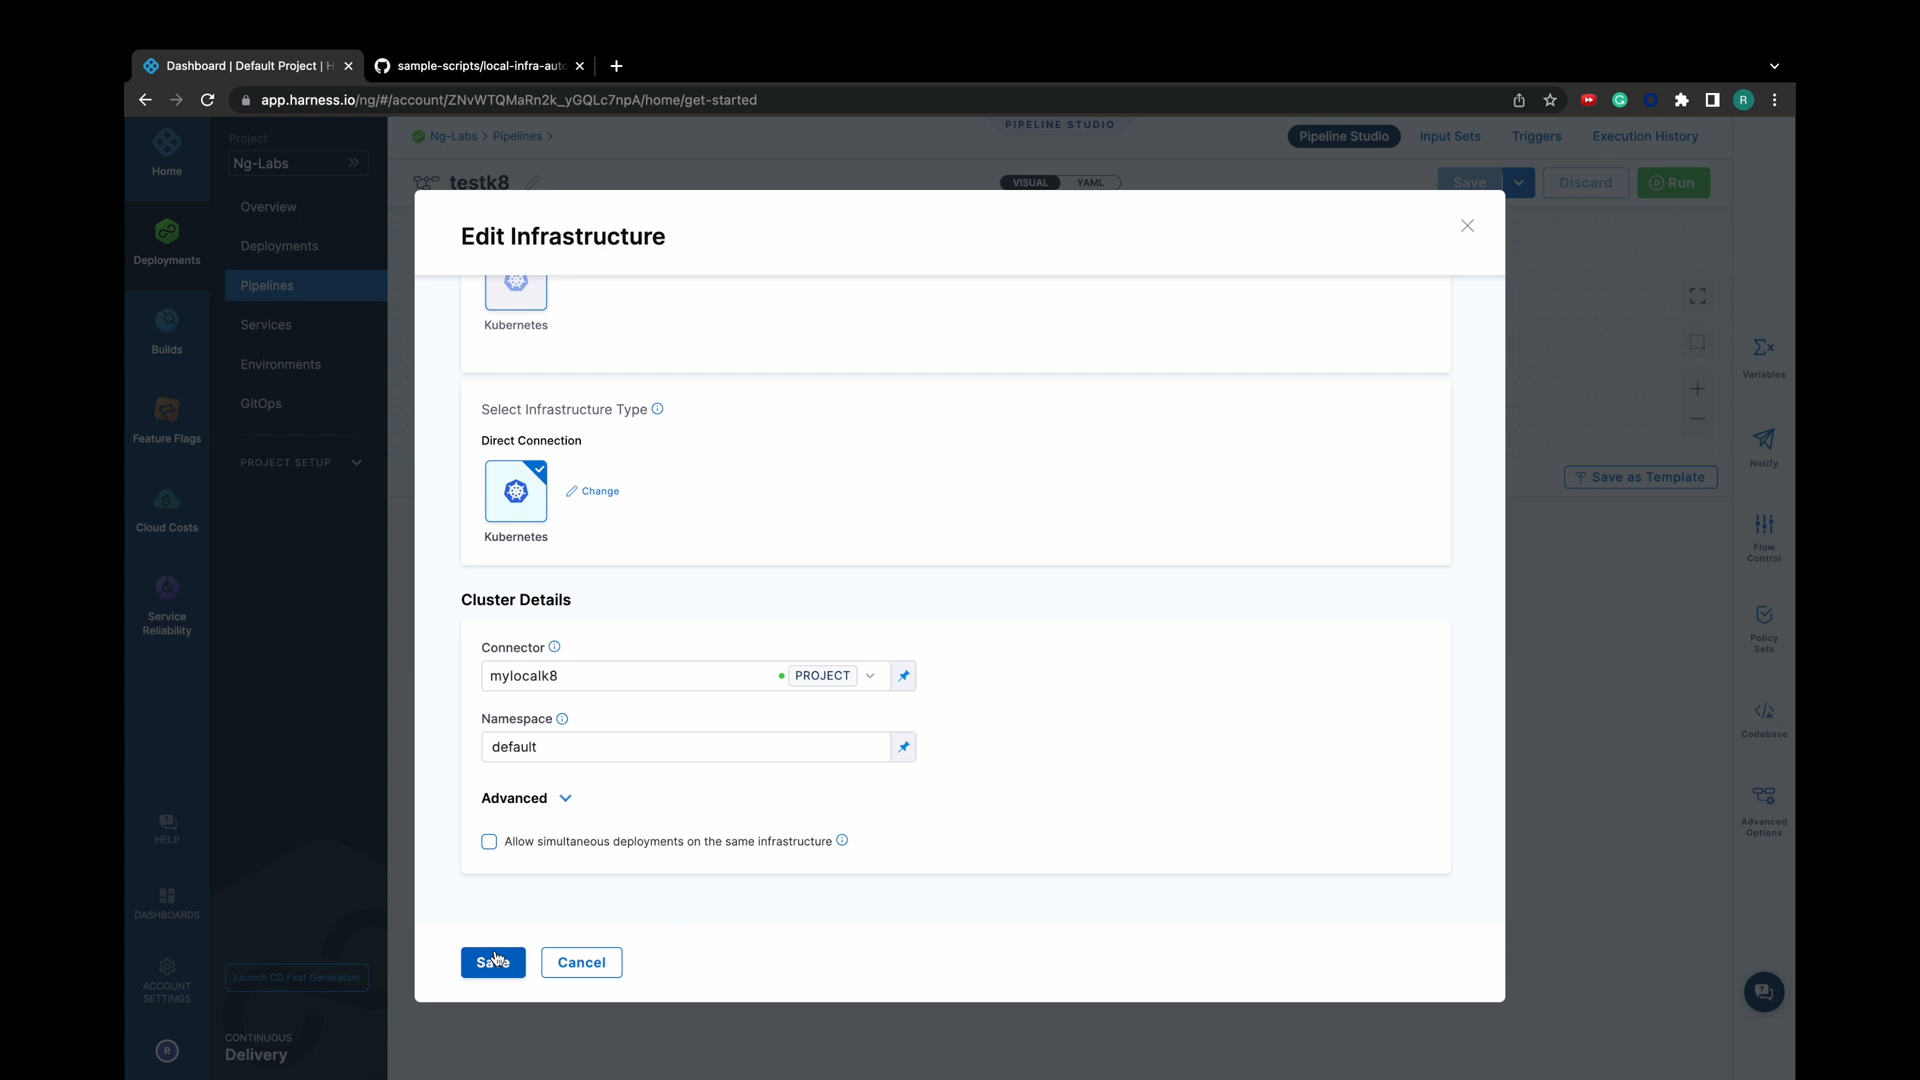 Dashboard | Default Project | H
sample-scripts/local-infra-auto
app.harness.io/ng/#/account/ZNvWTQMaRn2k_yGQLc7npA/home/get-started
R
Home
Deployments
Builds
Feature Flags
Cloud Costs
Service
Reliability
HELP
DASHBOARDS
ACCOUNT
SETTINGS
R
Project
Ng-Labs
Overview
Deployments
Pipelines
Services
Environments
GitOps
PROJECT SETUP
Launch CD First Generation
CONTINUOUS
Delivery
Ng-Labs > Pipelines >
PIPELINE STUDIO
Pipeline Studio
Input Sets
Triggers
Execution History
testk8
VISUAL
YAML
Save
Discard
Run
Edit Infrastructure
Kubernetes
Select Infrastructure Type
Direct Connection
Change
Kubernetes
Cluster Details
Connector
mylocalk8
PROJECT
Namespace
default
Advanced
Allow simultaneous deployments on the same infrastructure
Save
Cancel
Save as Template
Variables
Notify
Flow
Control
Policy
Sets
Codebase
Advanced
Options